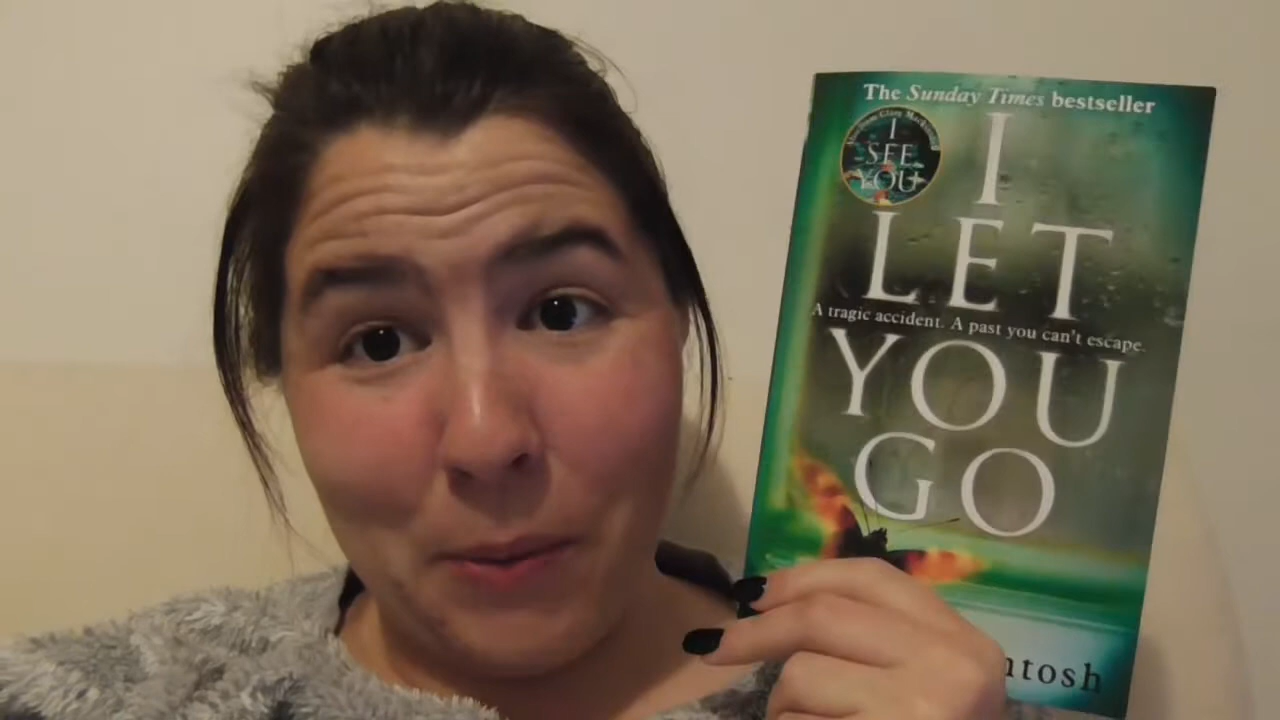 The Sunday Times bestseller
I
SEE
YOU
I
LET
A tragic accident. A past you can't escape.
YOU
GO
ntosh